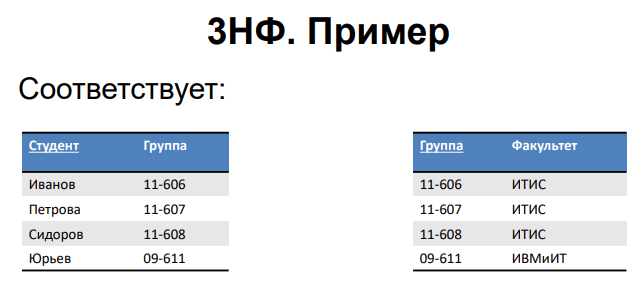 3НФ. Пример
Соответствует:
Студент Группа
Иванов 11-606
Петрова 11-607
Сидоров 11-608
Юрьев 09-611
Группа Факультет
11-606 ИТИС
11-607 ИТИС
11-608 ИТИС
09-611 ИВМиИТ